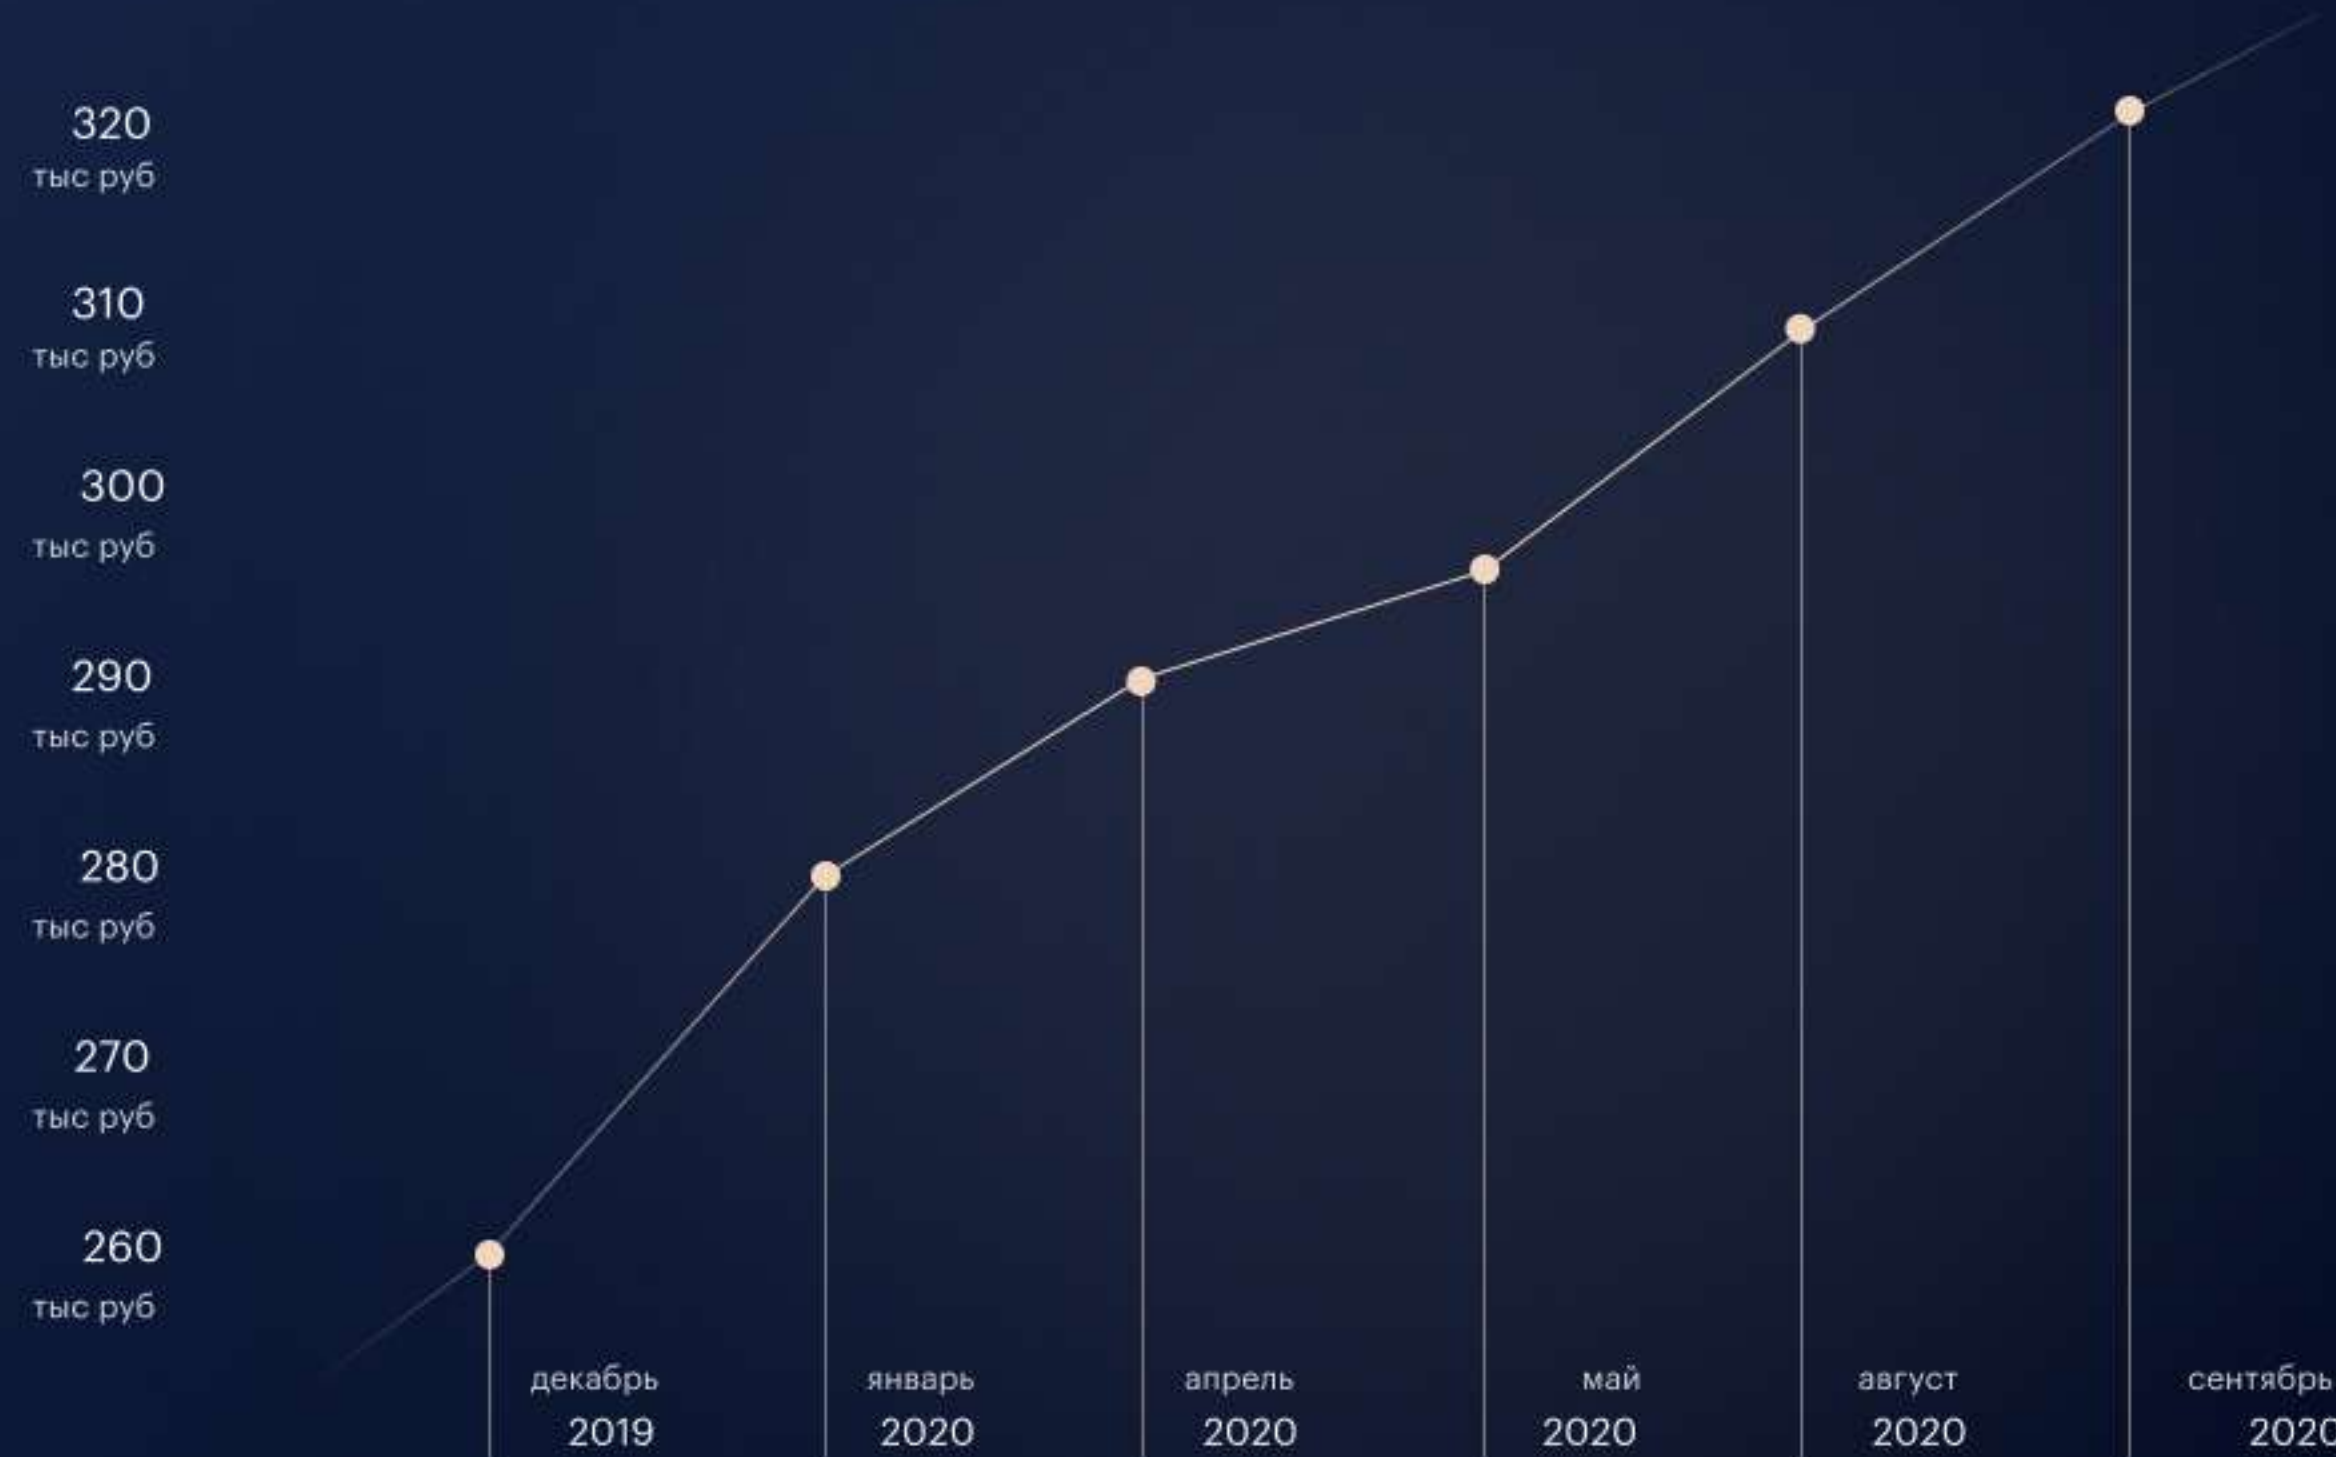 320
тыс руб
310
тыс руб
300
тыс руб
290
тыс руб
280
тыс руб
270
тыс руб
260
тыс руб
декабрь
2019
январь
2020
апрель
2020
май
2020
август
2020
сентябрь
2020